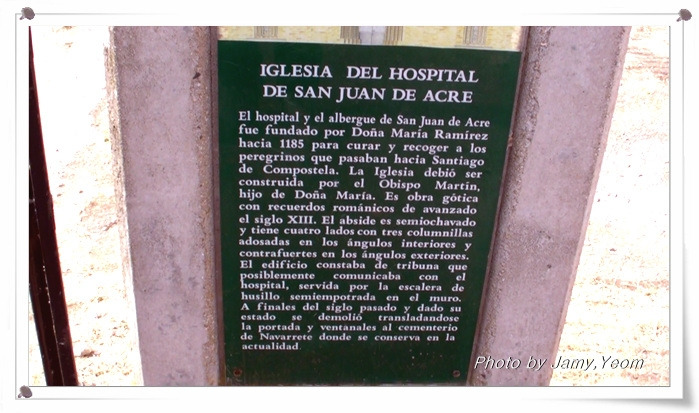 IGLESIA DEL HOSPITAL
DE SAN JUAN DE ACRE
El hospital y el albergue de San Juan de Acre
fue fundado por Doña María Ramírez
hacia 1185 para curar y recoger a los
peregrinos que pasaban hacia Santiago
de Compostela. La Iglesia debió ser
construida por el Obispo Martín,
hijo de Doña María. Es obra gótica
con recuerdos románicos de avanzado
el siglo XIII. El abside es semiochavado
y tiene cuatro lados con tres columnillas
adosadas en los ángulos interiores y
contrafuertes en los ángulos exteriores.
El edificio constaba de tribuna que
posiblemente comunicaba con el
hospital, servida por la escalera de
husillo semiempotrada en el muro.
A finales del siglo pasado y dado su
estado se demolió transladandose
la portada y ventanales al cementerio
de Navarrete donde se conserva en la
actualidad.
Photo by Jamy,Yeom